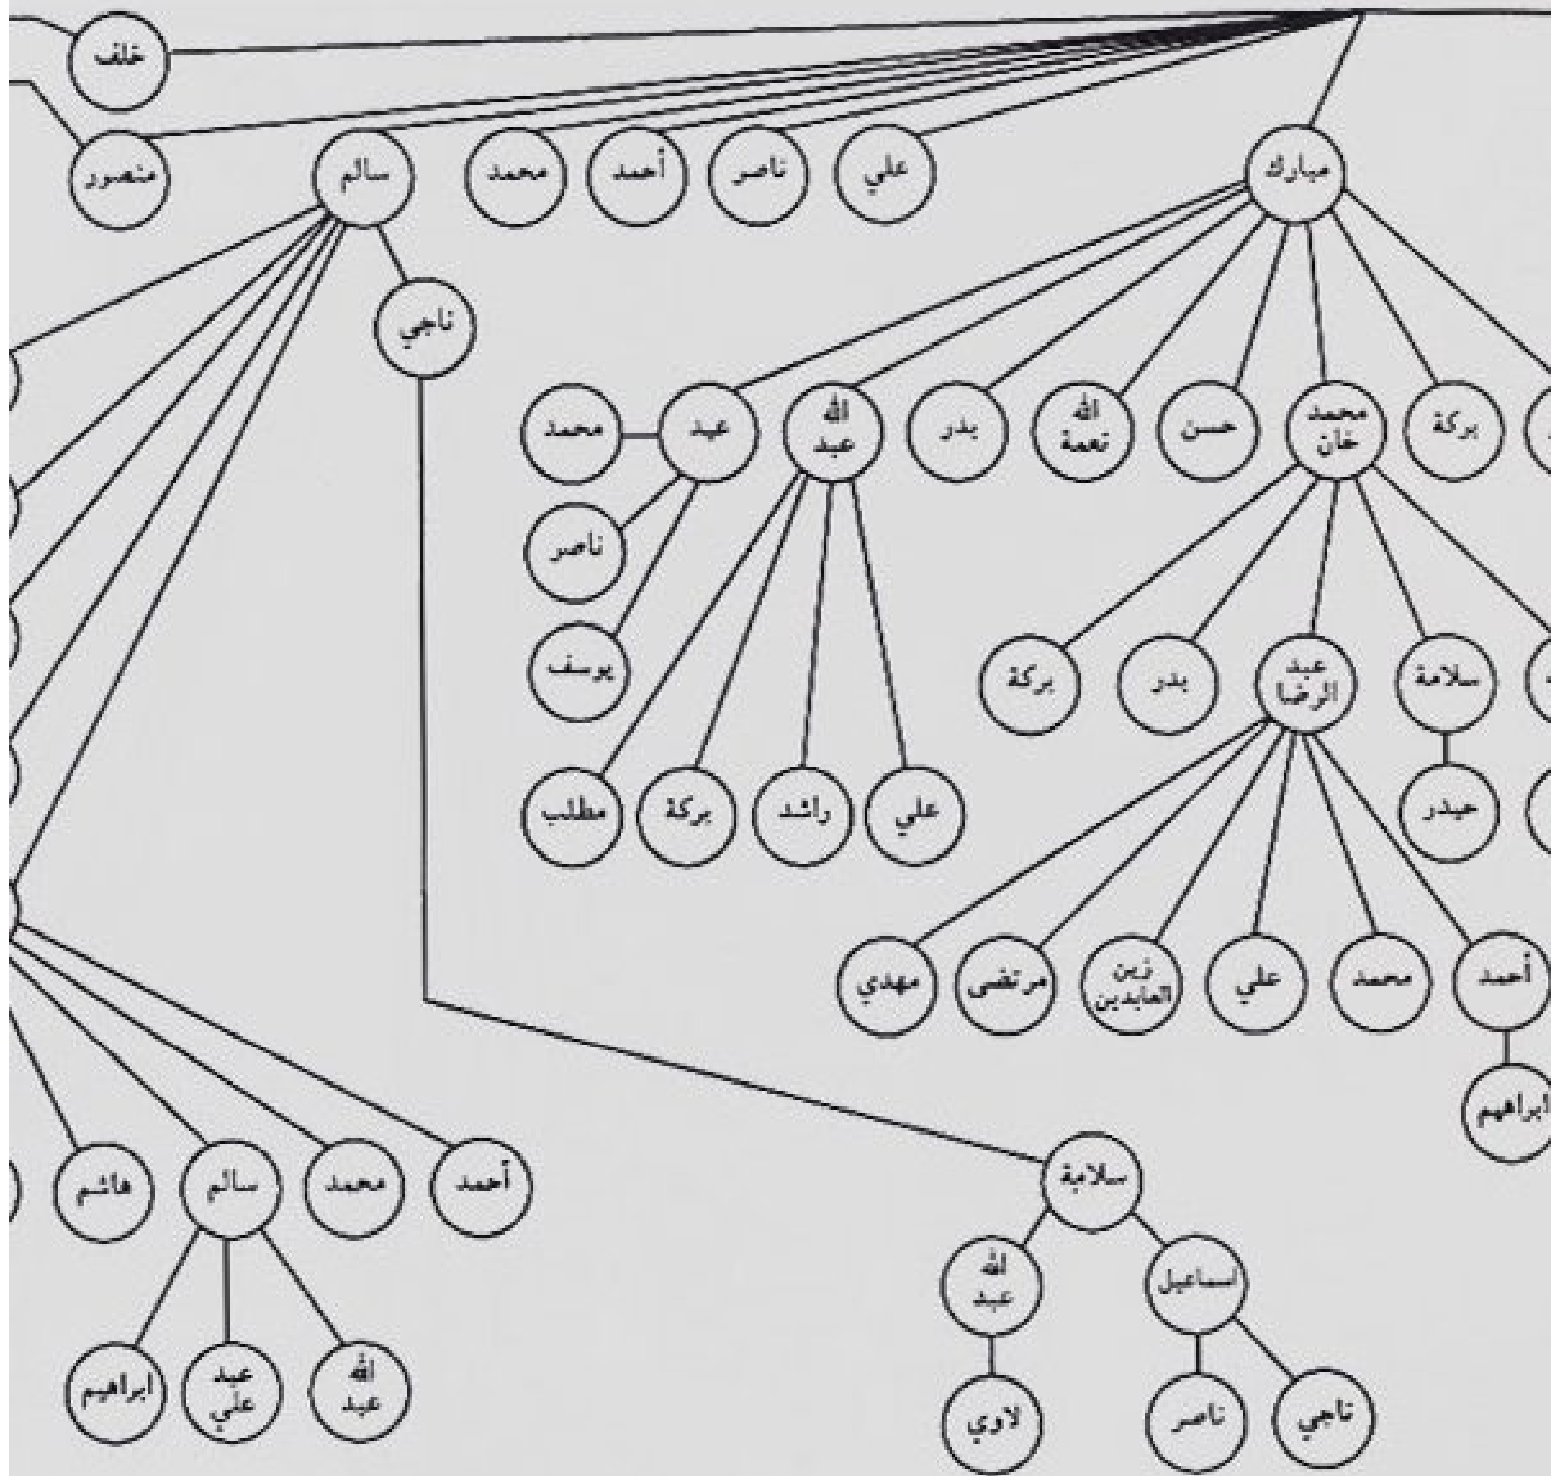 خلف
علي
ناصر
أحمد
محمد
سالم
منصور
مبارك
ناجي
بركة
محمد
خان
حسن
الله
نعمة
بدر
الله
عبد
عيد
محمد
ناصر
يوسف
سلامة
عبد
الرضا
بدر
بركة
حيدر
علي
راشد
بركة
مطلب
أحمد
محمد
علي
زين
العابدين
مرتضى
مهدي
ابراهيم
سلامة
أحمد
محمد
سالم
هاشم
اسماعيل
الله
عبد
ناجي
ناصر
لاوي
الله
عبد
عبد
علي
ابراهيم